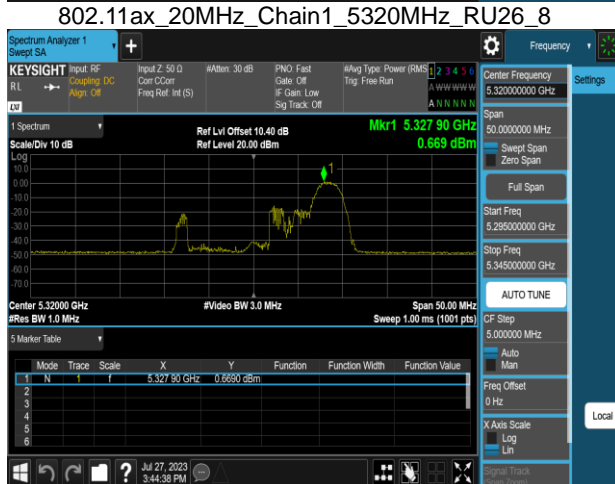 802.11ax_20MHz_Chain1_5320MHz_RU26_8
Spectrum Analyzer 1
Swept SA
+
Frequency
KEYSIGHT Input: RF
RL
Coupling: DC
Align: Off
Input Z: 50 Ω
Corr CCorr
Freq Ref: Int (S)
#Atten: 30 dB
PNO: Fast
Gate: Off
IF Gain: Low
Sig Track: Off
#Avg Type: Power (RMS
Trig: Free Run
1 2 3 4 5 6
A W W W W W
A N N N N N
LXI
1 Spectrum
Scale/Div 10 dB
Ref Lvl Offset 10.40 dB
Ref Level 20.00 dBm
Mkr1 5.327 90 GHz
0.669 dBm
Log
10.0
0.00
-10.0
-20.0
-30.0
-40.0
-50.0
-60.0
-70.0
1
Center 5.32000 GHz
#Res BW 1.0 MHz
#Video BW 3.0 MHz
Span 50.00 MHz
Sweep 1.00 ms (1001 pts)
5 Marker Table
Mode Trace Scale X Y Function Function Width Function Value
1 N 1 f 5.327 90 GHz 0.6690 dBm
2
3
4
5
6
Jul 27, 2023
3:44:38 PM
?
Center Frequency
5.320000000 GHz
Settings
Span
50.0000000 MHz
Swept Span
Zero Span
Full Span
Start Freq
5.295000000 GHz
Stop Freq
5.345000000 GHz
AUTO TUNE
CF Step
5.000000 MHz
Auto
Man
Freq Offset
0 Hz
X Axis Scale
Log
Lin
Local
Signal Track
(Span Zoom)